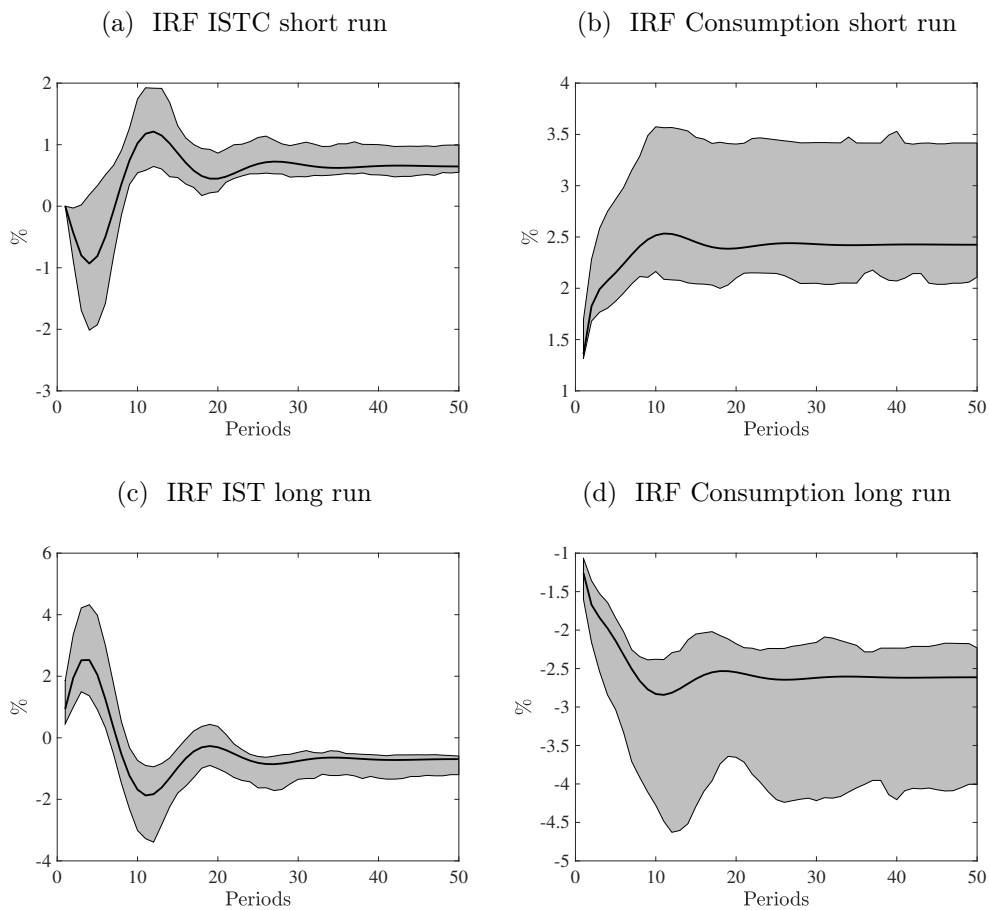 (a) IRF ISTC short run
(b) IRF Consumption short run
2
1
0
-1
-2
-3
%
0 10 20 30 40 50
Periods
4
3.5
3
2.5
2
1.5
1
%
0 10 20 30 40 50
Periods
(c) IRF IST long run
(d) IRF Consumption long run
6
4
2
0
-2
-4
%
0 10 20 30 40 50
Periods
-1
-1.5
-2
-2.5
-3
-3.5
-4
-4.5
-5
%
0 10 20 30 40 50
Periods